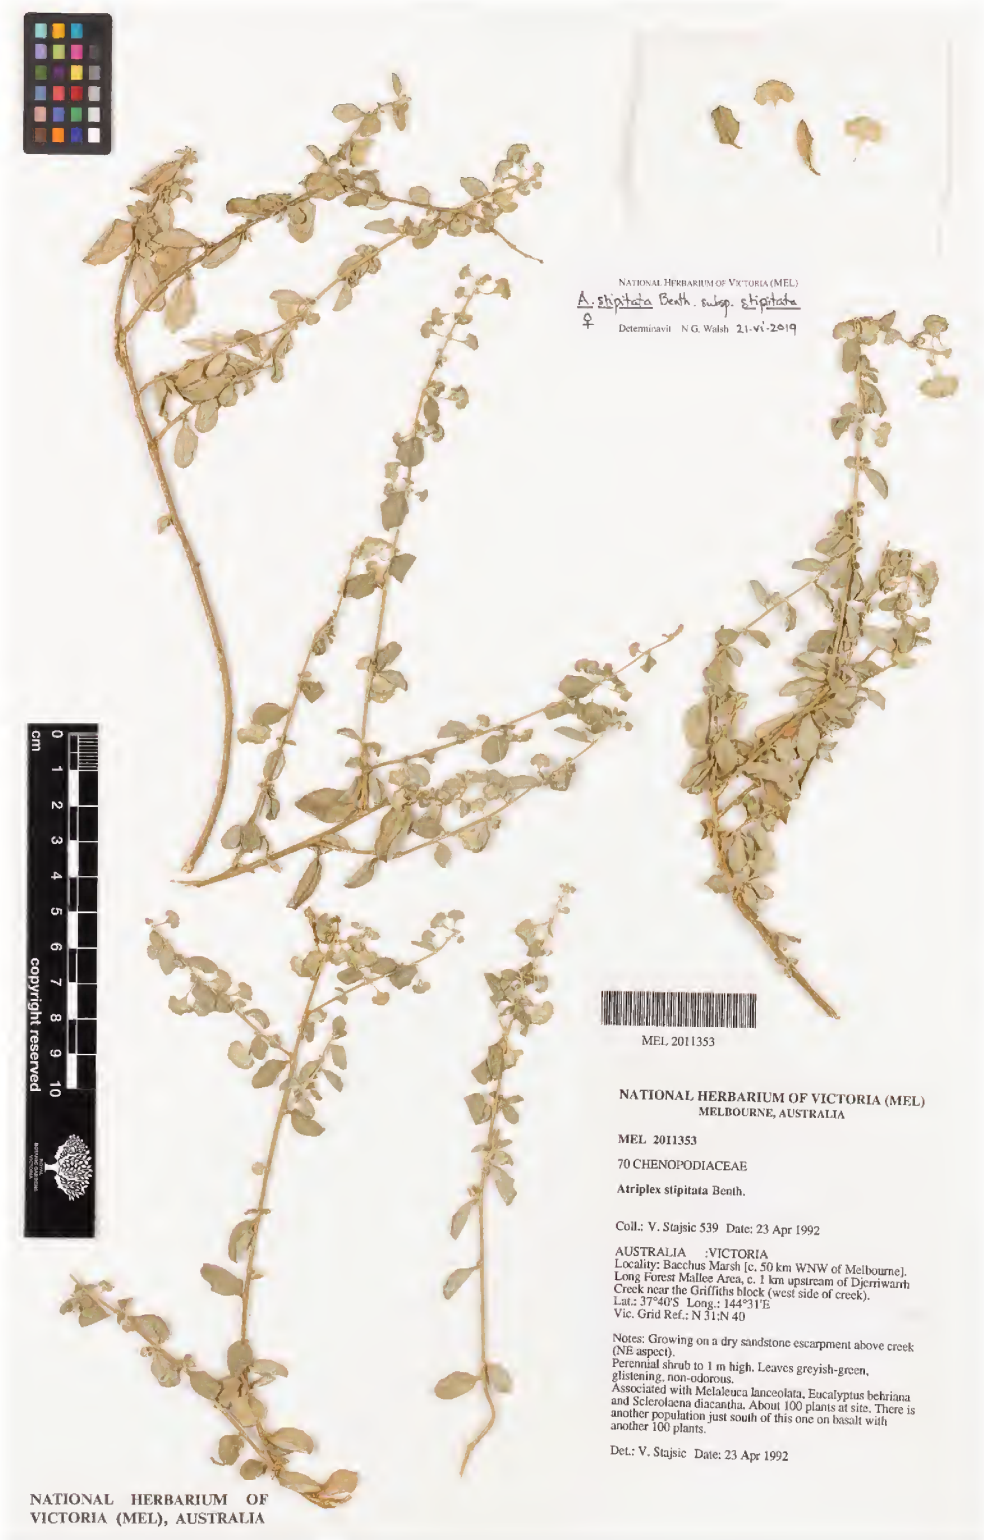 NATIONAL HERBARIUM OF VICTORIA (MEL)
A. stipitata Benth. subsp. stipitata
♀
Determinavit N G. Walsh 21-vi-2019
cm
0
1
2
3
4
5
6
7
8
9
10
copyright reserved
ROYAL
BOTANIC GARDENS
VICTORIA
MEL 2011353
NATIONAL HERBARIUM OF VICTORIA (MEL)
MELBOURNE, AUSTRALIA
MEL 2011353
70 CHENOPODIACEAE
Atriplex stipitata Benth.
Coll.: V. Stajsic 539 Date: 23 Apr 1992
AUSTRALIA :VICTORIA
Locality: Bacchus Marsh [c. 50 km WNW of Melbourne].
Long Forest Mallee Area, c. 1 km upstream of Djerriwarrh
Creek near the Griffiths block (west side of creek).
Lat.: 37°40'S Long.: 144°31'E
Vic. Grid Ref.: N 31:N 40
Notes: Growing on a dry sandstone escarpment above creek
(NE aspect).
Perennial shrub to 1 m high. Leaves greyish-green,
glistening, non-odorous.
Associated with Melaleuca lanceolata, Eucalyptus behriana
and Sclerolaena diacantha. About 100 plants at site. There is
another population just south of this one on basalt with
another 100 plants.
Det.: V. Stajsic Date: 23 Apr 1992
NATIONAL HERBARIUM OF
VICTORIA (MEL), AUSTRALIA